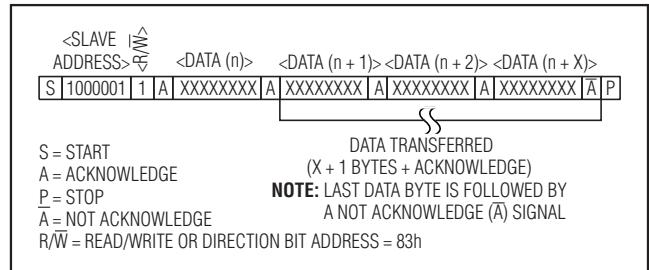 <SLAVE
ADDRESS>
<R/W̅>
<DATA (n)> <DATA (n + 1)> <DATA (n + 2)> <DATA (n + X)>
S 1000001 1 A XXXXXXXX A XXXXXXXX A XXXXXXXX A XXXXXXXX A̅ P
S = START
A = ACKNOWLEDGE
P = STOP
A̅ = NOT ACKNOWLEDGE
R/W̅ = READ/WRITE OR DIRECTION BIT ADDRESS = 83h
DATA TRANSFERRED
(X + 1 BYTES + ACKNOWLEDGE)
NOTE: LAST DATA BYTE IS FOLLOWED BY
A NOT ACKNOWLEDGE (A̅) SIGNAL